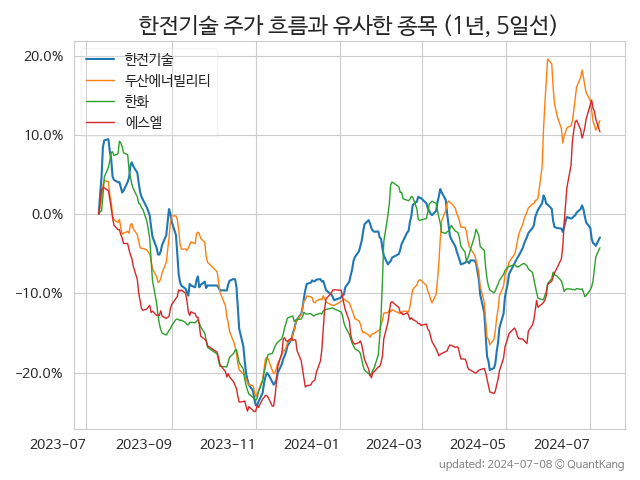 한전기술 주가 흐름과 유사한 종목 (1년, 5일선)
한전기술
두산에너빌리티
한화
에스엘
20.0%
10.0%
0.0%
−10.0%
−20.0%
2023-07 2023-09 2023-11 2024-01 2024-03 2024-05 2024-07
updated: 2024-07-08 © QuantKang